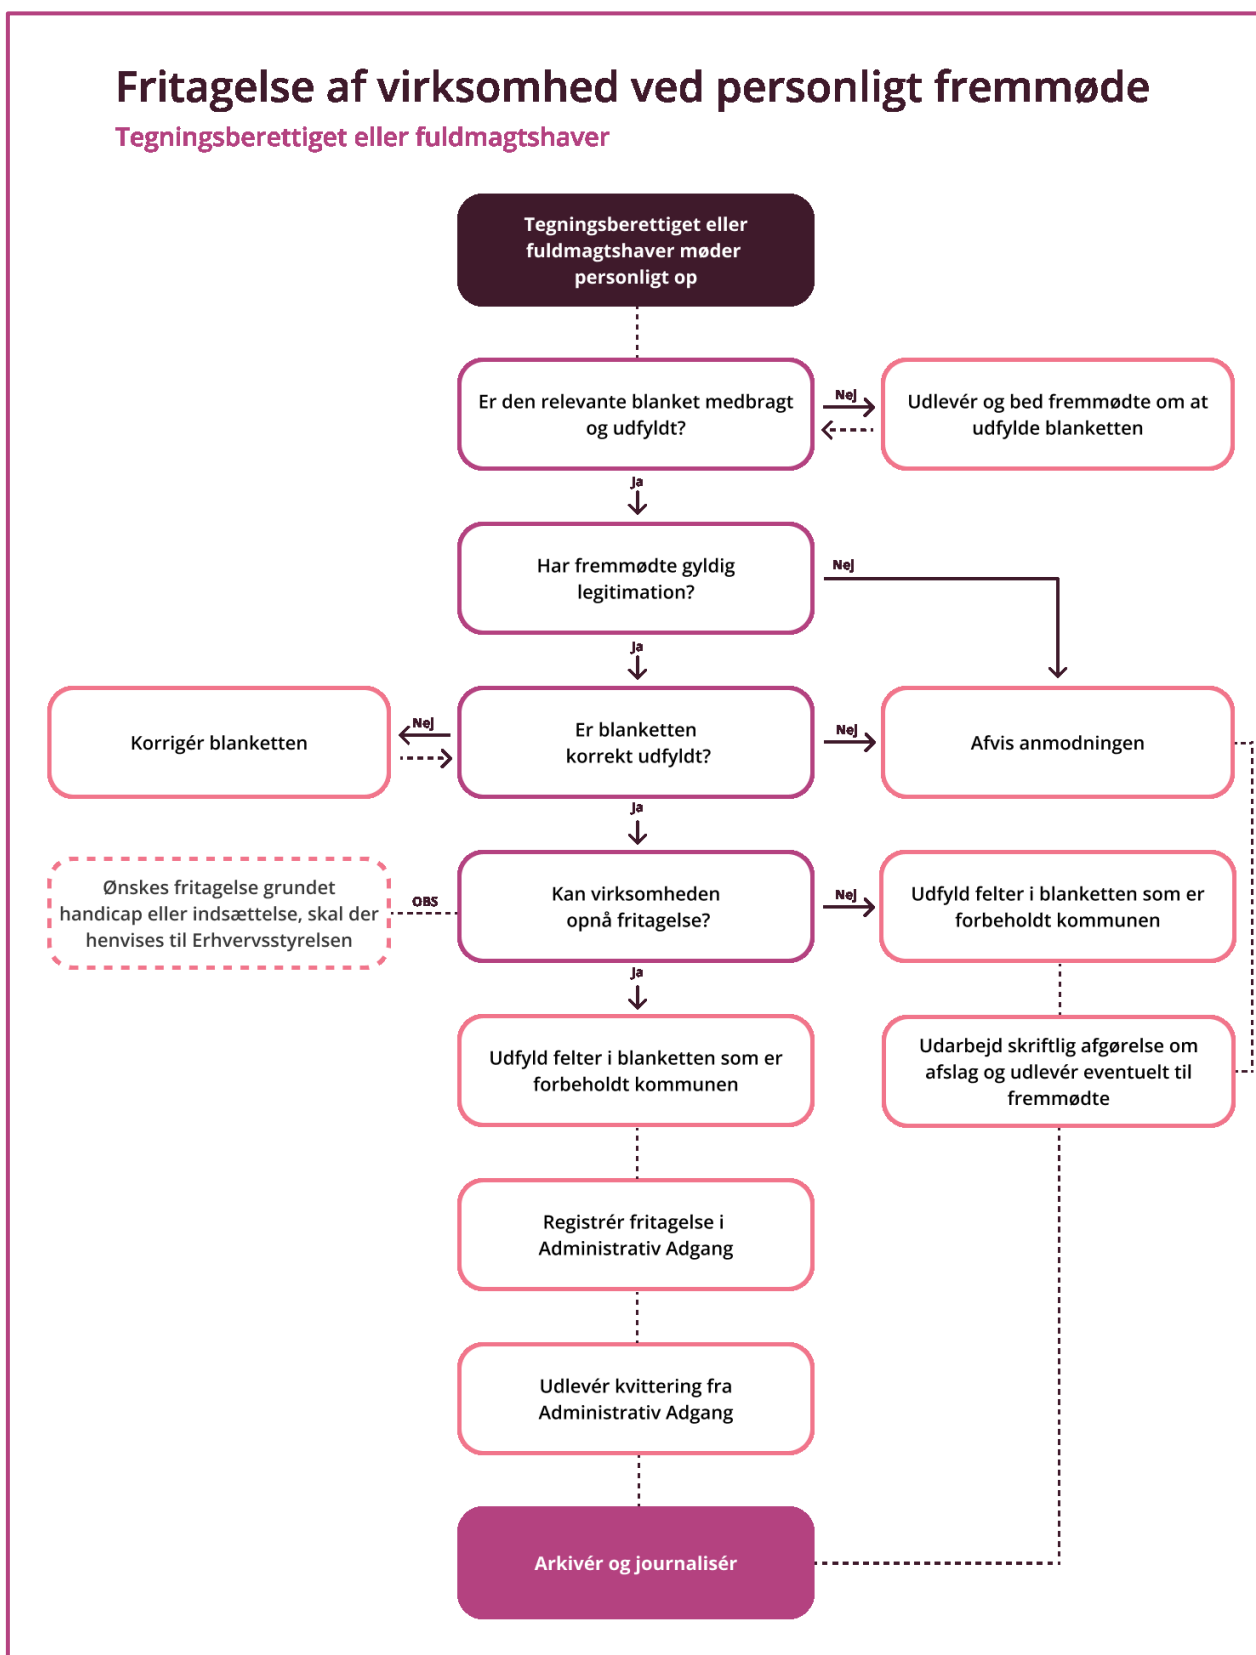 Fritagelse af virksomhed ved personligt fremmøde
Tegningsberettiget eller fuldmagtshaver
Tegningsberettiget eller
fuldmagtshaver møder
personligt op
Er den relevante blanket medbragt
og udfyldt?
Nej
Udlevér og bed fremmødte om at
udfylde blanketten
Ja
Har fremmødte gyldig
legitimation?
Nej
Ja
Korrigér blanketten
Nej
Er blanketten
korrekt udfyldt?
Nej
Afvis anmodningen
Ja
Ønskes fritagelse grundet
handicap eller indsættelse, skal der
henvises til Erhvervsstyrelsen
OBS
Kan virksomheden
opnå fritagelse?
Nej
Udfyld felter i blanketten som er
forbeholdt kommunen
Ja
Udfyld felter i blanketten som er
forbeholdt kommunen
Udarbejd skriftlig afgørelse om
afslag og udlevér eventuelt til
fremmødte
Registrér fritagelse i
Administrativ Adgang
Udlevér kvittering fra
Administrativ Adgang
Arkivér og journalisér